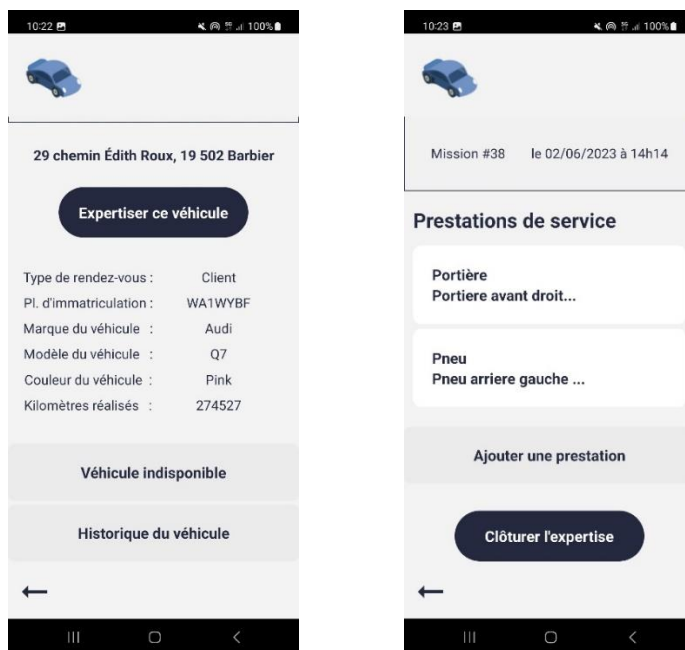 10:22
100%
29 chemin Édith Roux, 19 502 Barbier
Expertiser ce véhicule
Type de rendez-vous : Client
Pl. d'immatriculation : WA1WYBF
Marque du véhicule : Audi
Modèle du véhicule : Q7
Couleur du véhicule : Pink
Kilomètres réalisés : 274527
Véhicule indisponible
Historique du véhicule
10:23
100%
Mission #38 le 02/06/2023 à 14h14
Prestations de service
Portière
Portiere avant droit...
Pneu
Pneu arriere gauche ...
Ajouter une prestation
Clôturer l'expertise